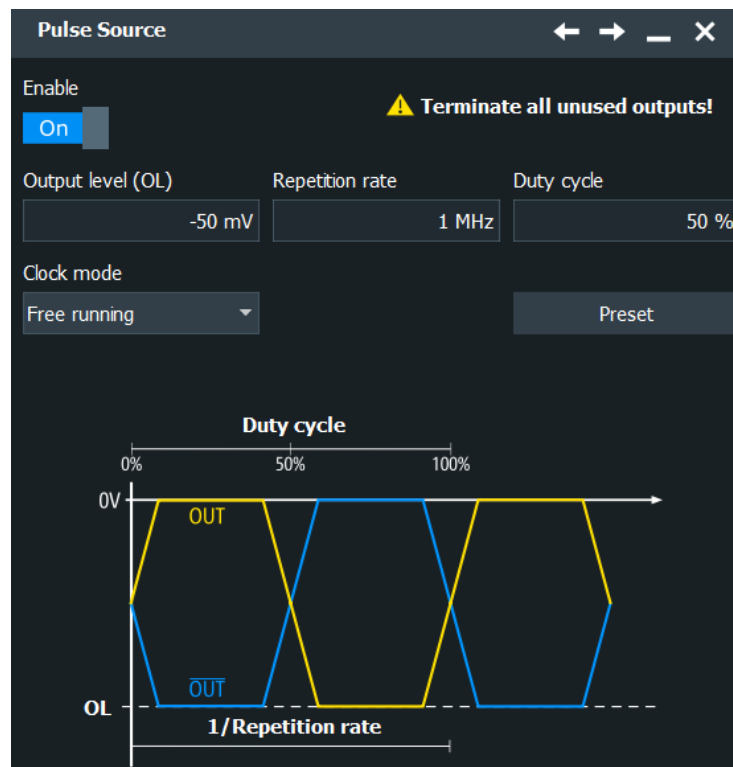 Pulse Source
Enable
On
Terminate all unused outputs!
Output level (OL) Repetition rate Duty cycle
-50 mV 1 MHz 50 %
Clock mode
Free running Preset
Duty cycle
0% 50% 100%
0V
OUT
OUT
OL
1/Repetition rate